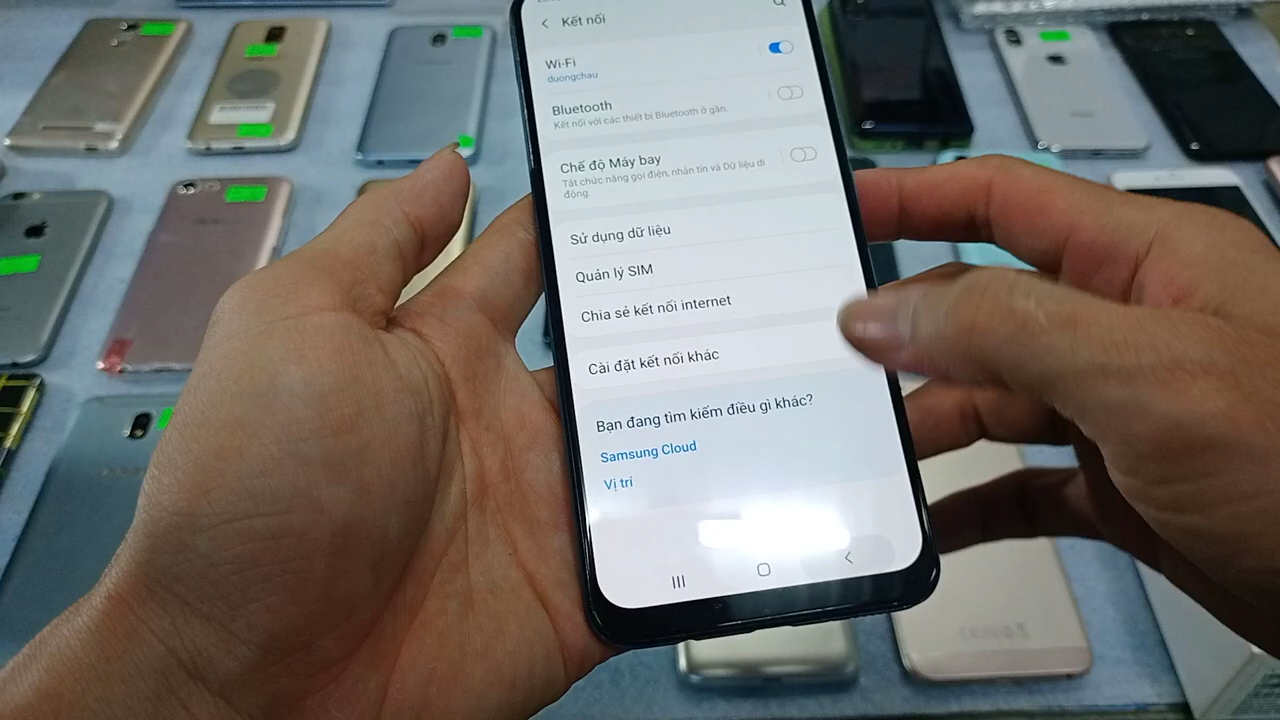 Kết nối
Wi-Fi
duongchau
Bluetooth
Kết nối với các thiết bị Bluetooth ở gần.
Chế độ Máy bay
Tắt chức năng gọi điện, nhắn tin và Dữ liệu di
động.
Sử dụng dữ liệu
Quản lý SIM
Chia sẻ kết nối internet
Cài đặt kết nối khác
Bạn đang tìm kiếm điều gì khác?
Samsung Cloud
Vị trí